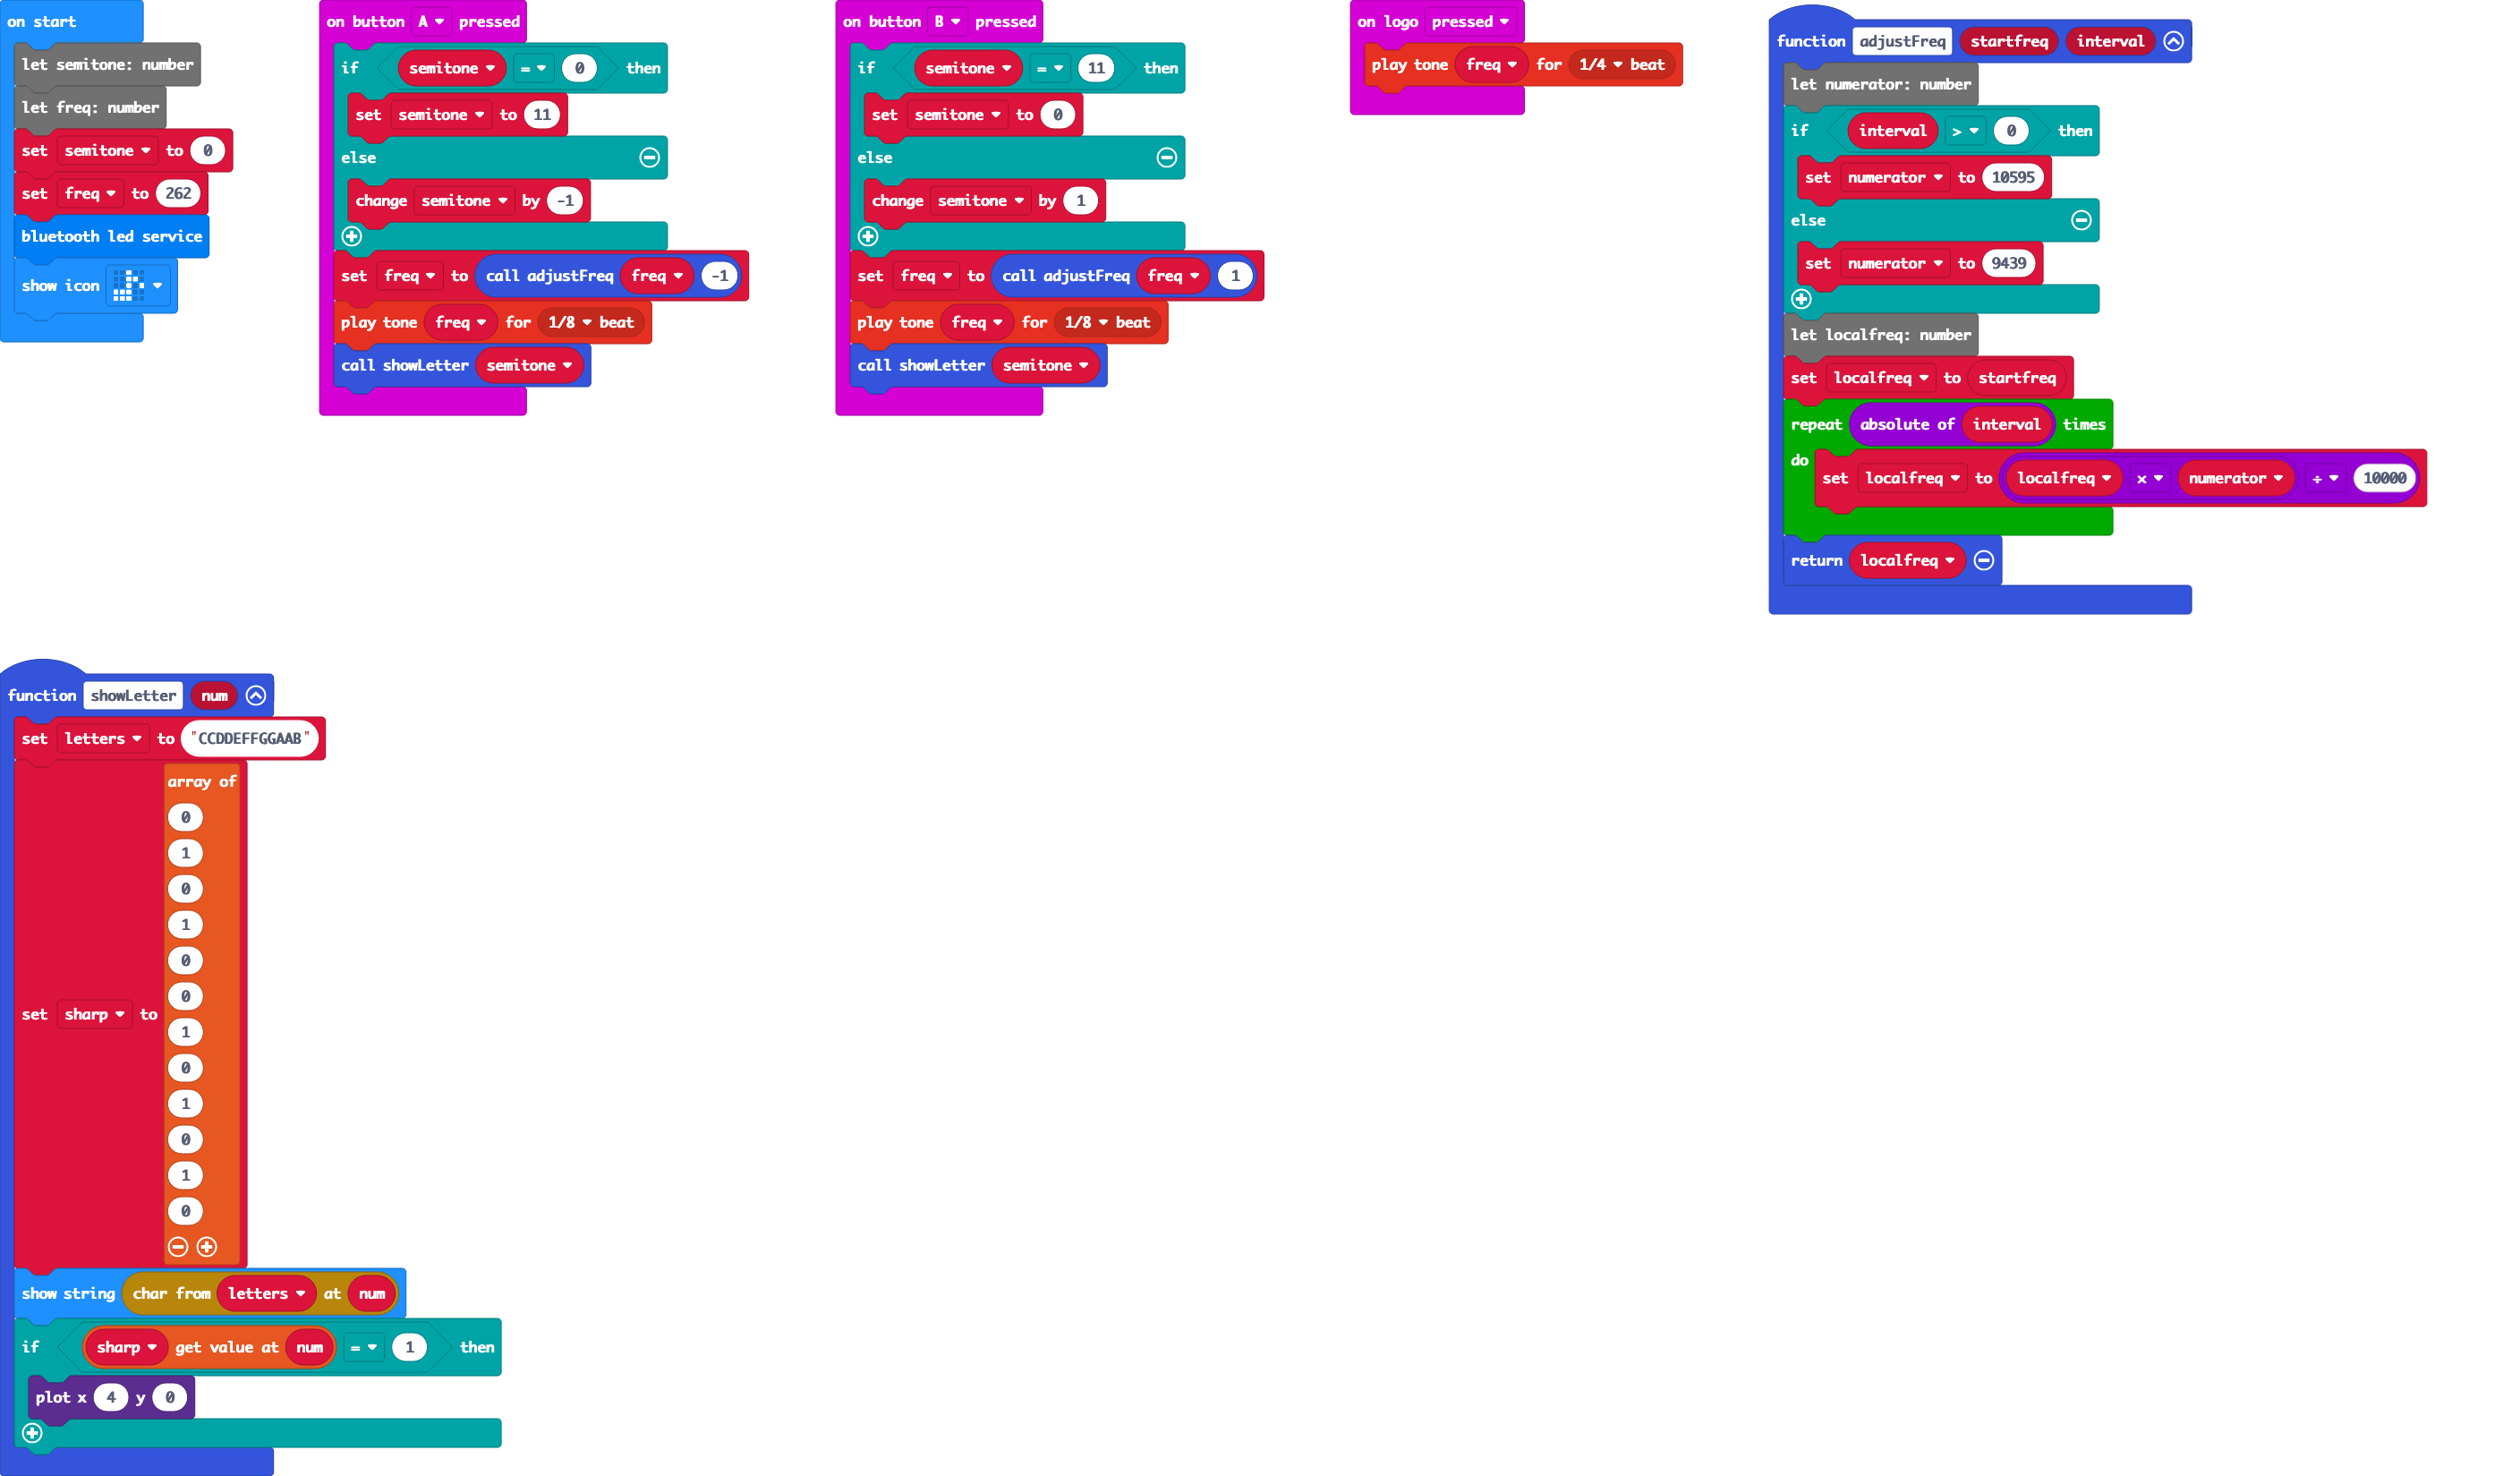 on start
let semitone: number
let freq: number
set semitone to 0
set freq to 262
bluetooth led service
show icon
on button A pressed
if semitone = 0 then
set semitone to 11
else
change semitone by -1
set freq to call adjustFreq freq -1
play tone freq for 1/8 beat
call showLetter semitone
on button B pressed
if semitone = 11 then
set semitone to 0
else
change semitone by 1
set freq to call adjustFreq freq 1
play tone freq for 1/8 beat
call showLetter semitone
on logo pressed
play tone freq for 1/4 beat
function adjustFreq startfreq interval
let numerator: number
if interval > 0 then
set numerator to 10595
else
set numerator to 9439
let localfreq: number
set localfreq to startfreq
repeat absolute of interval times
do set localfreq to localfreq × numerator ÷ 10000
return localfreq
function showLetter num
set letters to "CCDDEFFGGAAB"
set sharp to array of
0
1
0
1
0
0
1
0
1
0
1
0
show string char from letters at num
if sharp get value at num = 1 then
plot x 4 y 0